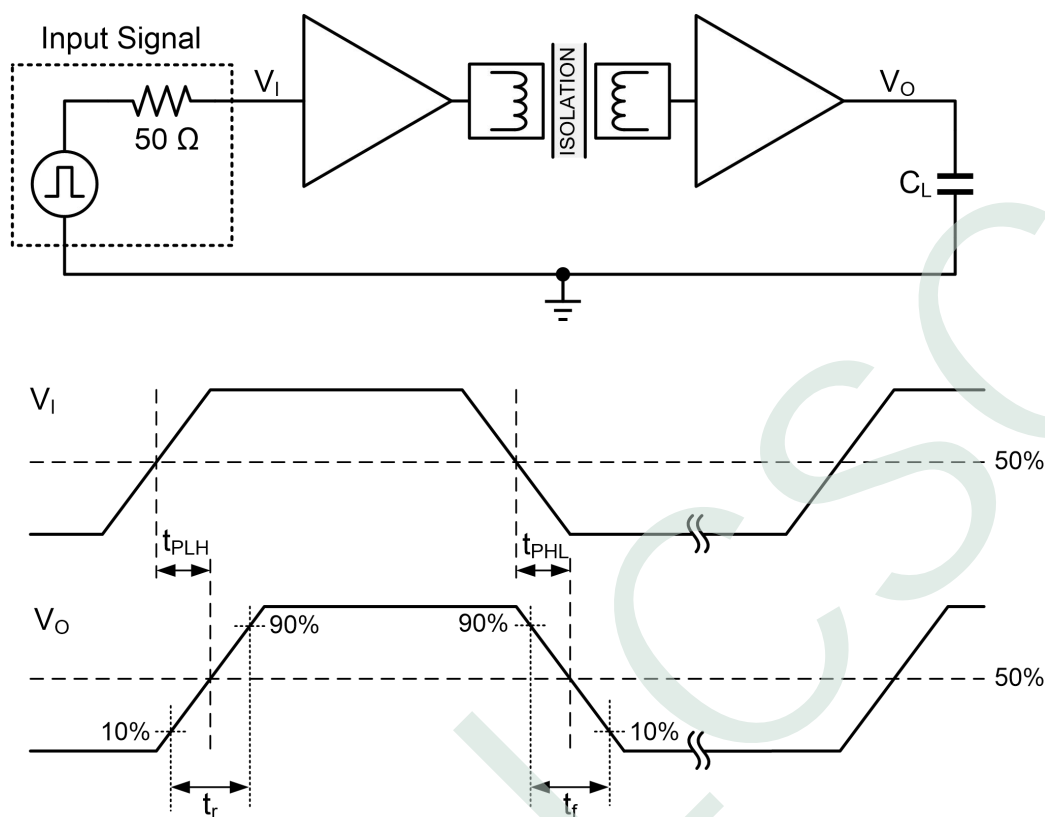 Input Signal
V_I
50 Ω
ISOLATION
V_O
C_L
V_I
50%
t_PLH
t_PHL
V_O
90%
90%
50%
10%
10%
t_r
t_f
LCSC